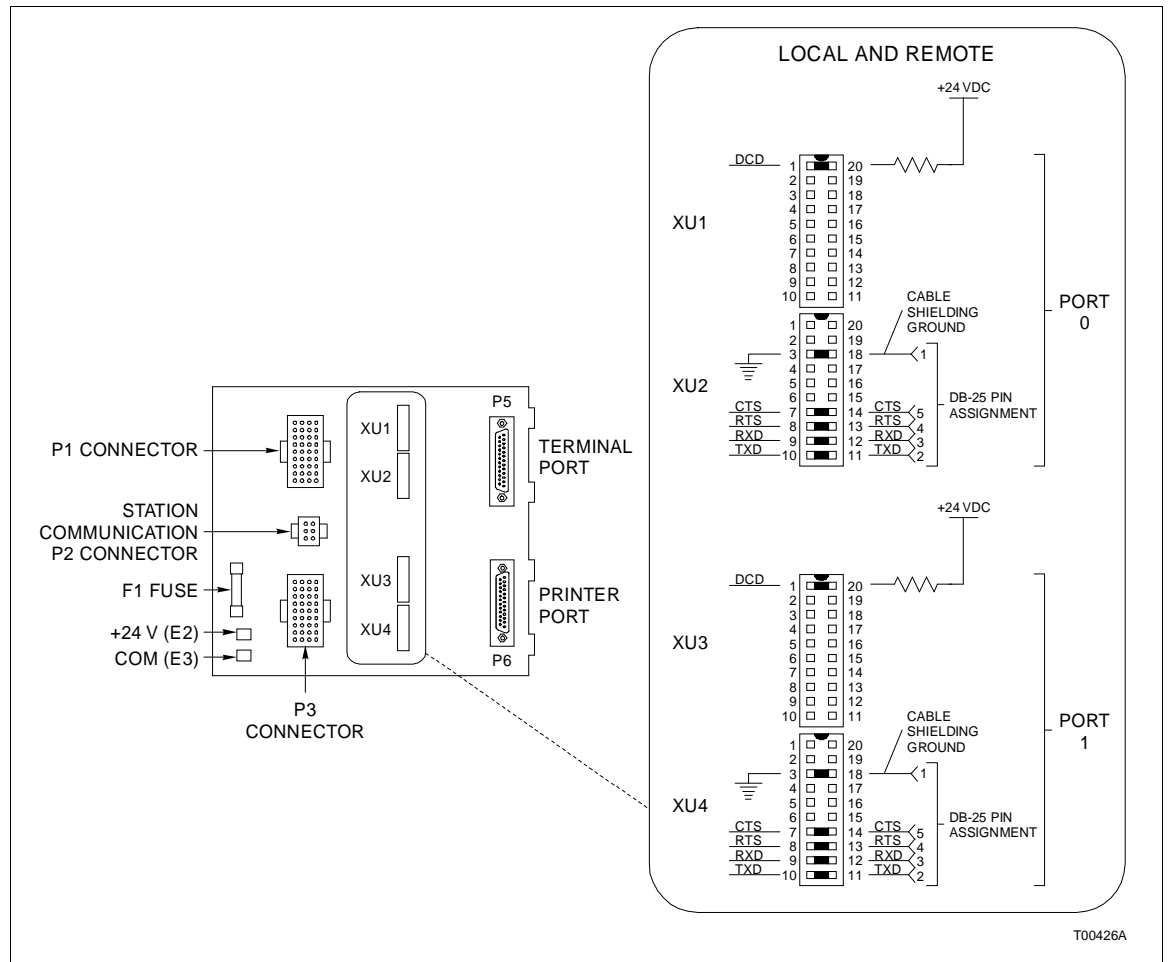 LOCAL AND REMOTE
+24 VDC
DCD
1 20
2 19
3 18
4 17
5 16
6 15
7 14
8 13
9 12
10 11
XU1
CABLE
SHIELDING
GROUND
PORT
0
1 20
2 19
3 18
1
4 17
5 16
6 15
XU2
DB-25 PIN
ASSIGNMENT
CTS 7 14 CTS 5
RTS 8 13 RTS 4
RXD 9 12 RXD 3
TXD 10 11 TXD 2
+24 VDC
DCD
1 20
2 19
3 18
4 17
5 16
6 15
7 14
8 13
9 12
10 11
XU3
CABLE
SHIELDING
GROUND
PORT
1
1 20
2 19
3 18
1
4 17
5 16
6 15
XU4
DB-25 PIN
ASSIGNMENT
CTS 7 14 CTS 5
RTS 8 13 RTS 4
RXD 9 12 RXD 3
TXD 10 11 TXD 2
P1 CONNECTOR
STATION
COMMUNICATION
P2 CONNECTOR
F1 FUSE
+24 V (E2)
COM (E3)
P3
CONNECTOR
XU1
XU2
XU3
XU4
P5
TERMINAL
PORT
PRINTER
PORT
P6
T00426A